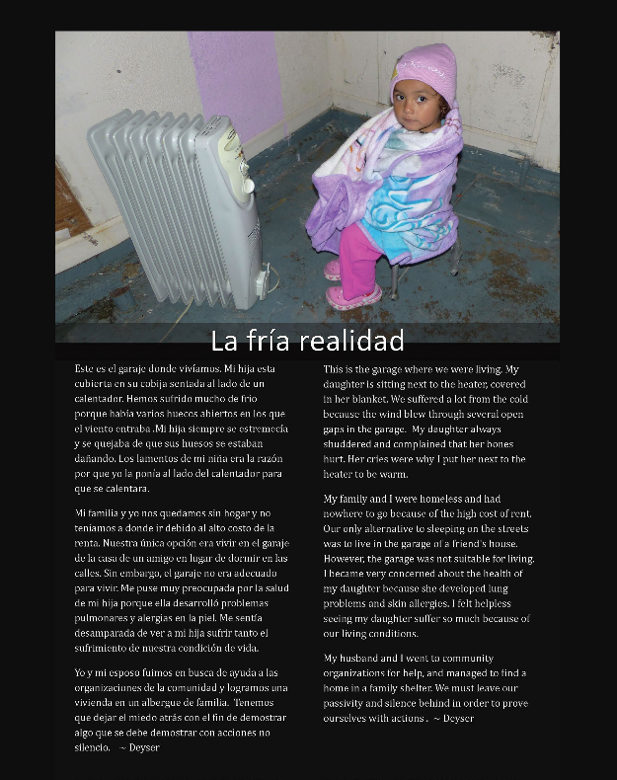 La fría realidad
Este es el garaje donde vivíamos. Mi hija esta
cubierta en su cobija sentada al lado de un
calentador. Hemos sufrido mucho de frio
porque había varios huecos abiertos en los que
el viento entraba .Mi hija siempre se estremecía
y se quejaba de que sus huesos se estaban
dañando. Los lamentos de mi niña era la razón
por que yo la ponía al lado del calentador para
que se calentara.
Mi familia y yo nos quedamos sin hogar y no
teníamos a donde ir debido al alto costo de la
renta. Nuestra única opción era vivir en el garaje
de la casa de un amigo en lugar de dormir en las
calles. Sin embargo, el garaje no era adecuado
para vivir. Me puse muy preocupada por la salud
de mi hija porque ella desarrolló problemas
pulmonares y alergias en la piel. Me sentía
desamparada de ver a mi hija sufrir tanto el
sufrimiento de nuestra condición de vida.
Yo y mi esposo fuimos en busca de ayuda a las
organizaciones de la comunidad y logramos una
vivienda en un albergue de familia.  Tenemos
que dejar el miedo atrás con el fin de demostrar
algo que se debe demostrar con acciones no
silencio.   ~ Deyser
This is the garage where we were living. My
daughter is sitting next to the heater, covered
in her blanket. We suffered a lot from the cold
because the wind blew through several open
gaps in the garage.  My daughter always
shuddered and complained that her bones
hurt. Her cries were why I put her next to the
heater to be warm.
My family and I were homeless and had
nowhere to go because of the high cost of rent.
Our only alternative to sleeping on the streets
was to live in the garage of a friend's house.
However, the garage was not suitable for living.
I became very concerned about the health of
my daughter because she developed lung
problems and skin allergies. I felt helpless
seeing my daughter suffer so much because of
our living conditions.
My husband and I went to community
organizations for help, and managed to find a
home in a family shelter. We must leave our
passivity and silence behind in order to prove
ourselves with actions .  ~ Deyser